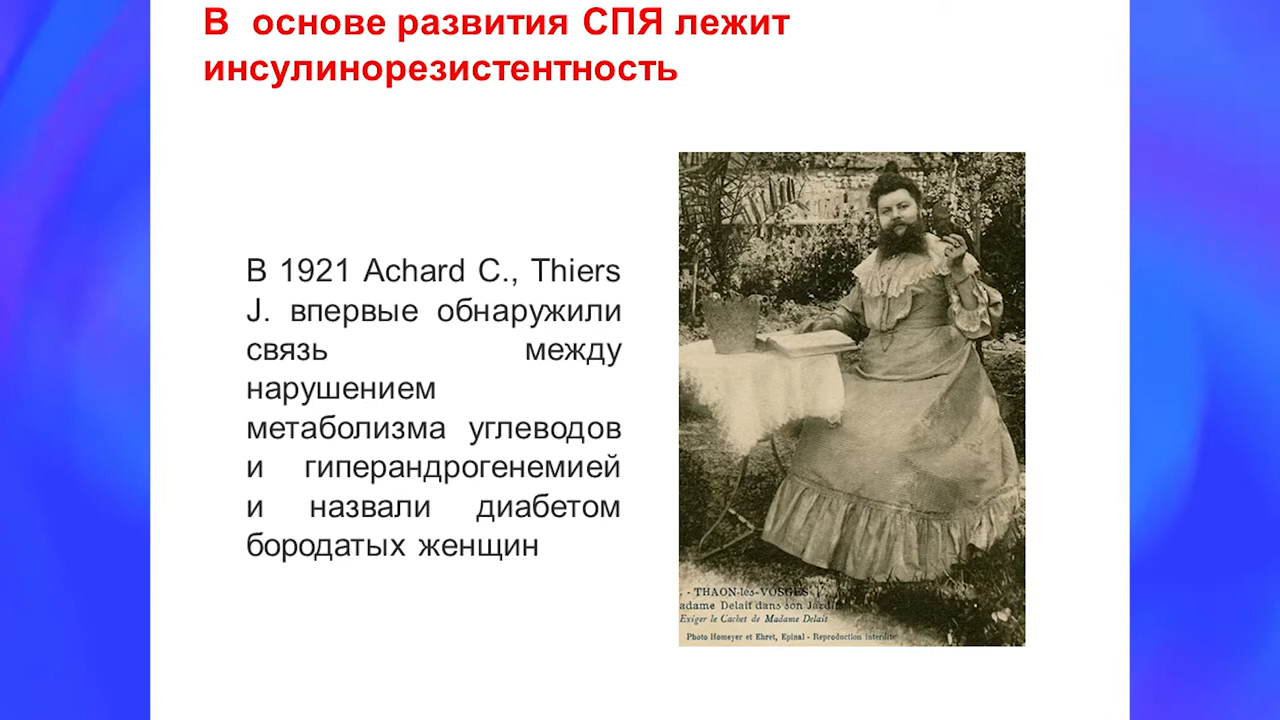 В основе развития СПЯ лежит
инсулинорезистентность
В 1921 Achard C., Thiers
J. впервые обнаружили
связь между
нарушением
метаболизма углеводов
и гиперандрогенемией
и назвали диабетом
бородатых женщин
. - THAON-les-VOSGES
adame Delait dans son Jardin
Exiger le Cachet de Madame Delait
Photo Homeyer et Ehret, Epinal - Reproduction interdite